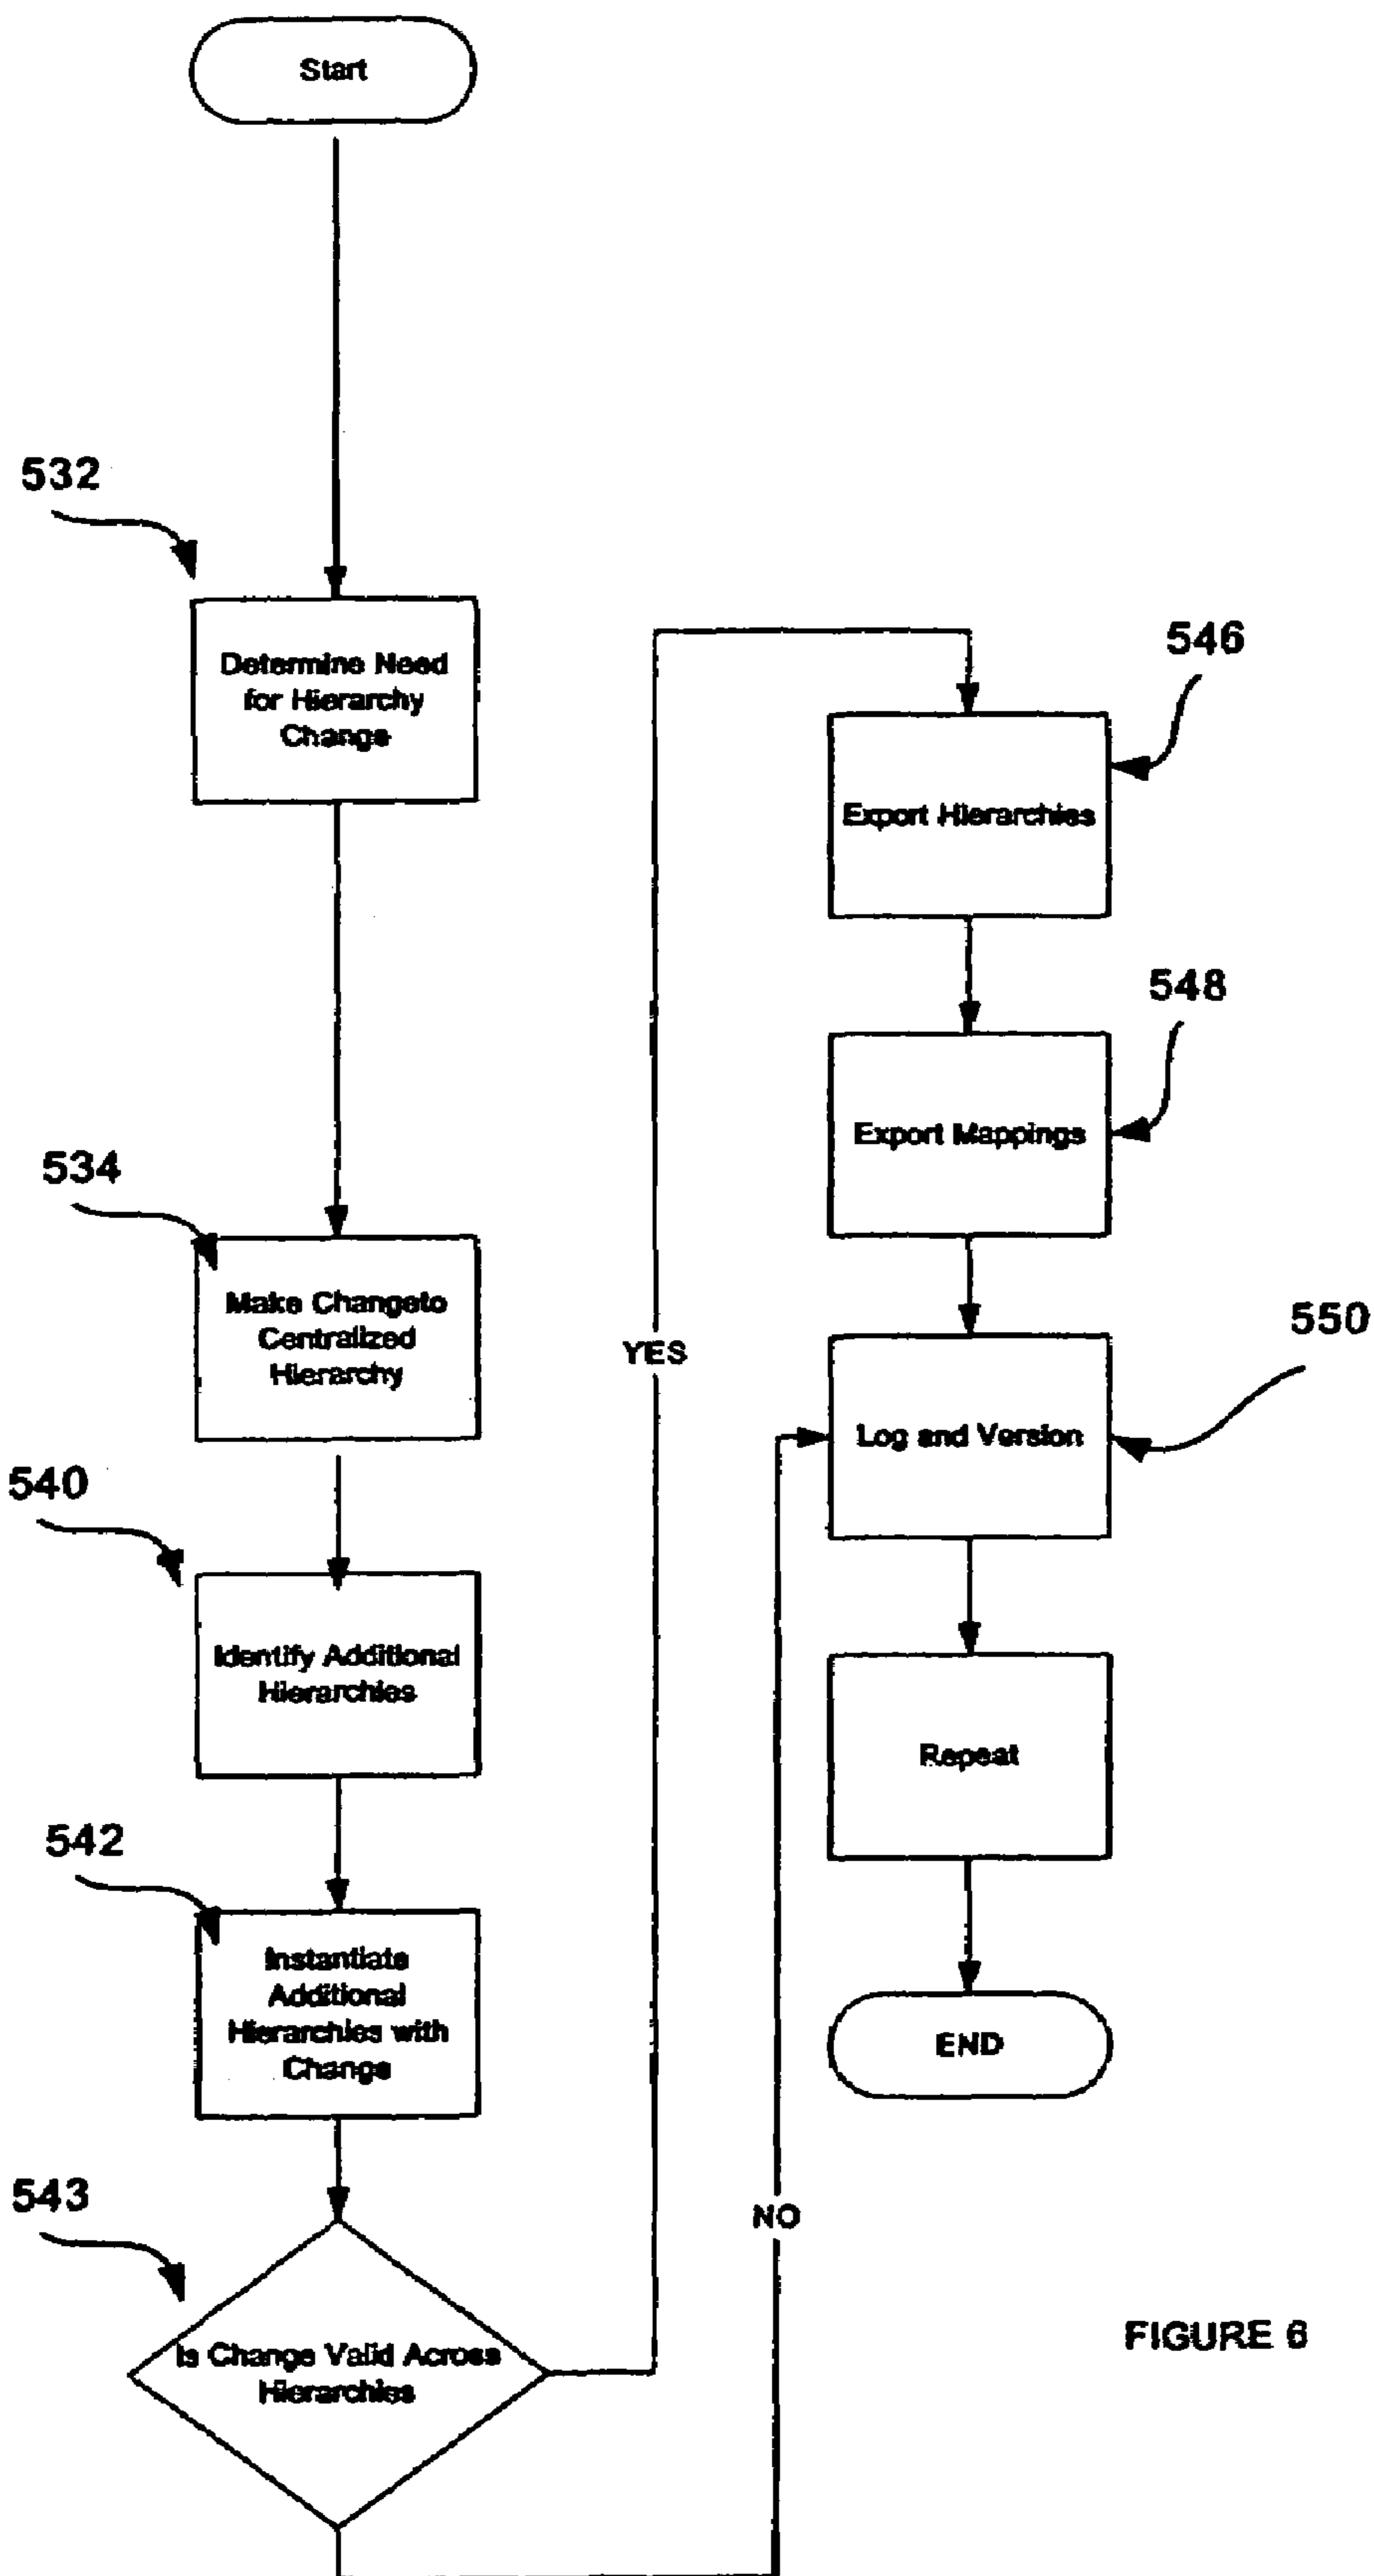 Start
532
Determine Need
for Hierarchy
Change
534
Make Changeto
Centralized
Hierarchy
540
Identify Additional
Hierarchies
542
Instantiate
Additional
Hierarchies with
Change
543
Is Change Valid Across
Hierarchies
YES
NO
546
Export Hierarchies
548
Export Mappings
550
Log and Version
Repeat
END
FIGURE 6